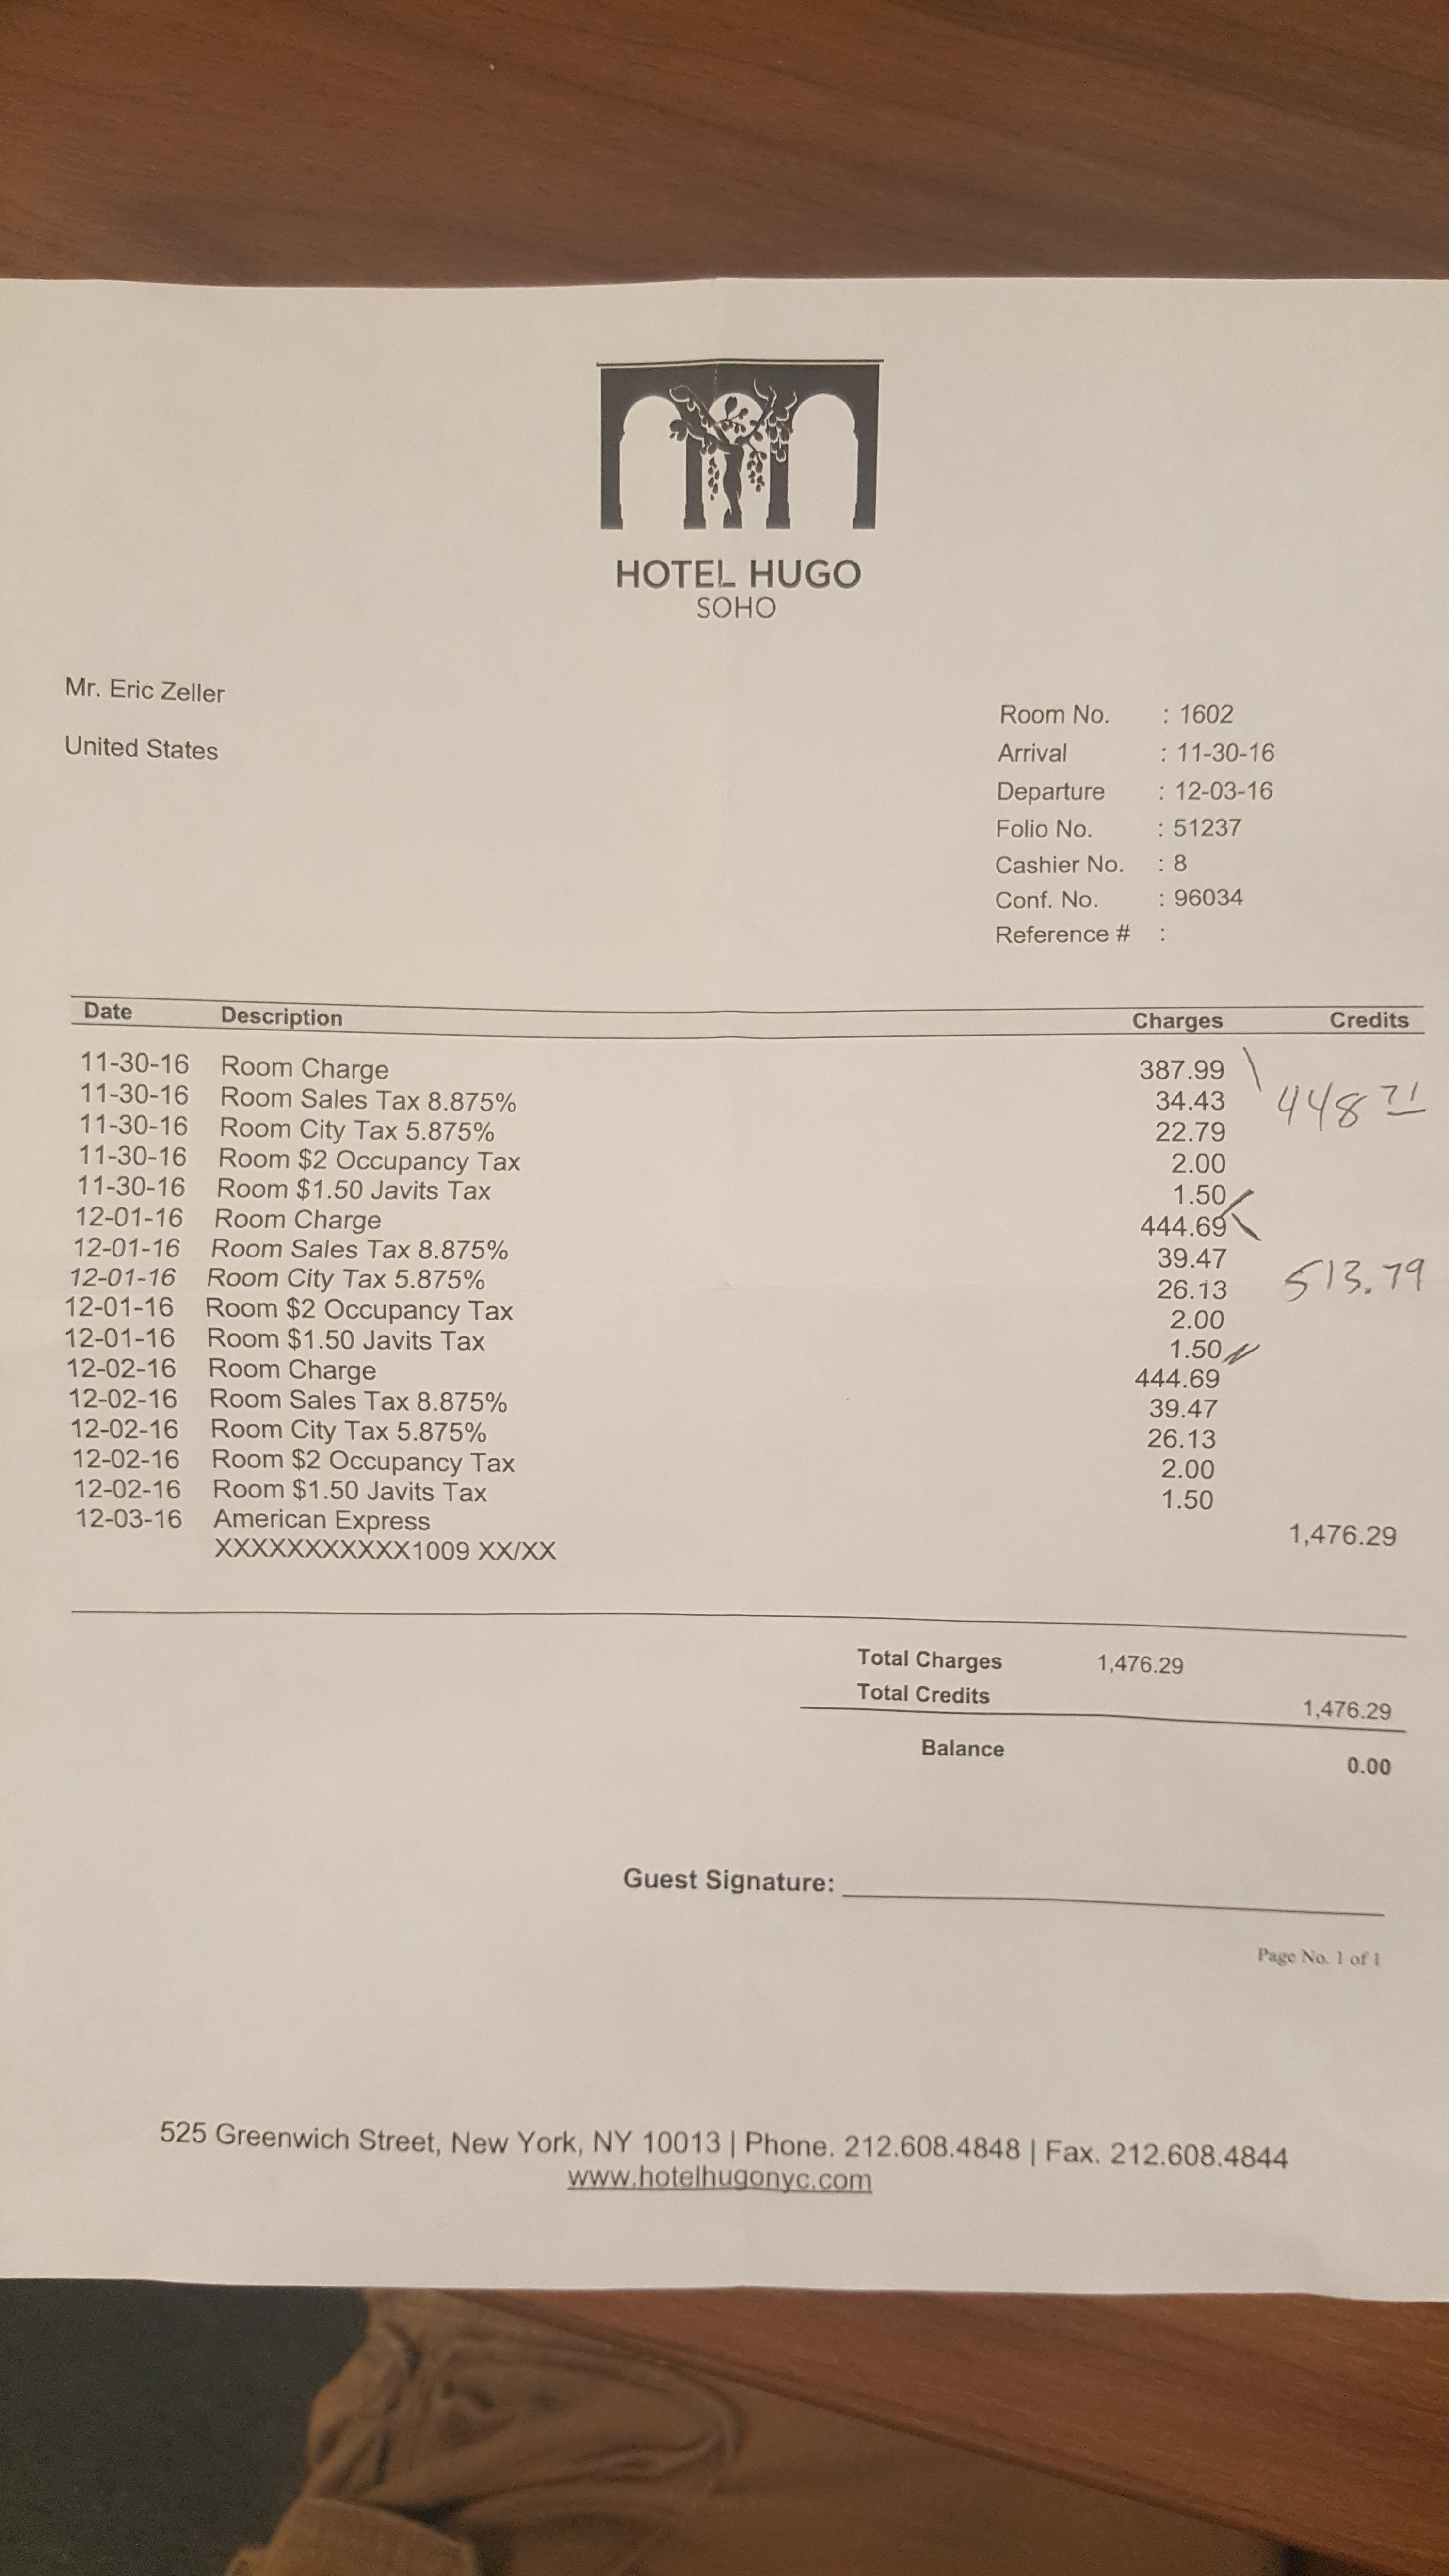 HOTEL HUGO
SOHO
Mr. Eric Zeller
United States
Room No. : 1602
Arrival : 11-30-16
Departure : 12-03-16
Folio No. : 51237
Cashier No. : 8
Conf. No. : 96034
Reference # :
Date Description Charges Credits
11-30-16 Room Charge 387.99
11-30-16 Room Sales Tax 8.875% 34.43 448 71
11-30-16 Room City Tax 5.875% 22.79
11-30-16 Room $2 Occupancy Tax 2.00
11-30-16 Room $1.50 Javits Tax 1.50
12-01-16 Room Charge 444.69
12-01-16 Room Sales Tax 8.875% 39.47
12-01-16 Room City Tax 5.875% 26.13 513.79
12-01-16 Room $2 Occupancy Tax 2.00
12-01-16 Room $1.50 Javits Tax 1.50
12-02-16 Room Charge 444.69
12-02-16 Room Sales Tax 8.875% 39.47
12-02-16 Room City Tax 5.875% 26.13
12-02-16 Room $2 Occupancy Tax 2.00
12-02-16 Room $1.50 Javits Tax 1.50
12-03-16 American Express 1,476.29
XXXXXXXXXXX1009 XX/XX
Total Charges 1,476.29
Total Credits 1,476.29
Balance 0.00
Guest Signature:
Page No. 1 of 1
525 Greenwich Street, New York, NY 10013 | Phone. 212.608.4848 | Fax. 212.608.4844
www.hotelhugonyc.com